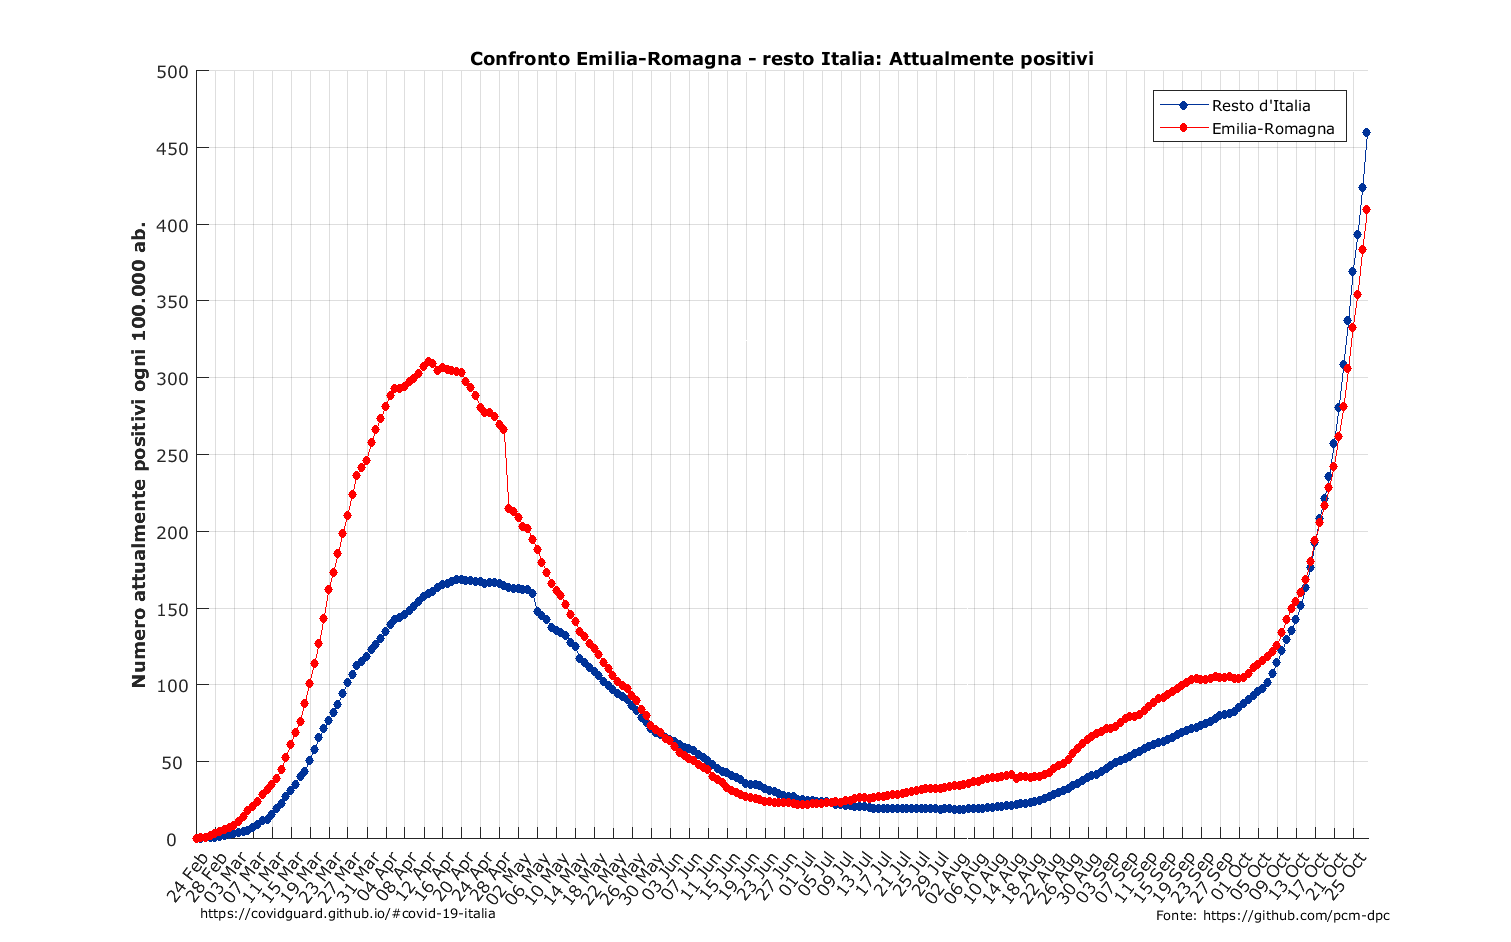 Confronto Emilia-Romagna - resto Italia: Attualmente positivi
Resto d'Italia
Emilia-Romagna
Numero attualmente positivi ogni 100.000 ab.
500
450
400
350
300
250
200
150
100
50
0
24 Feb
28 Feb
03 Mar
07 Mar
11 Mar
15 Mar
19 Mar
23 Mar
27 Mar
31 Mar
04 Apr
08 Apr
12 Apr
16 Apr
20 Apr
24 Apr
28 Apr
02 May
06 May
10 May
14 May
18 May
22 May
26 May
30 May
03 Jun
07 Jun
11 Jun
15 Jun
19 Jun
23 Jun
27 Jun
01 Jul
05 Jul
09 Jul
13 Jul
17 Jul
21 Jul
25 Jul
29 Jul
02 Aug
06 Aug
10 Aug
14 Aug
18 Aug
22 Aug
26 Aug
30 Aug
03 Sep
07 Sep
11 Sep
15 Sep
19 Sep
23 Sep
27 Sep
01 Oct
05 Oct
09 Oct
13 Oct
17 Oct
21 Oct
25 Oct
https://covidguard.github.io/#covid-19-italia
Fonte: https://github.com/pcm-dpc